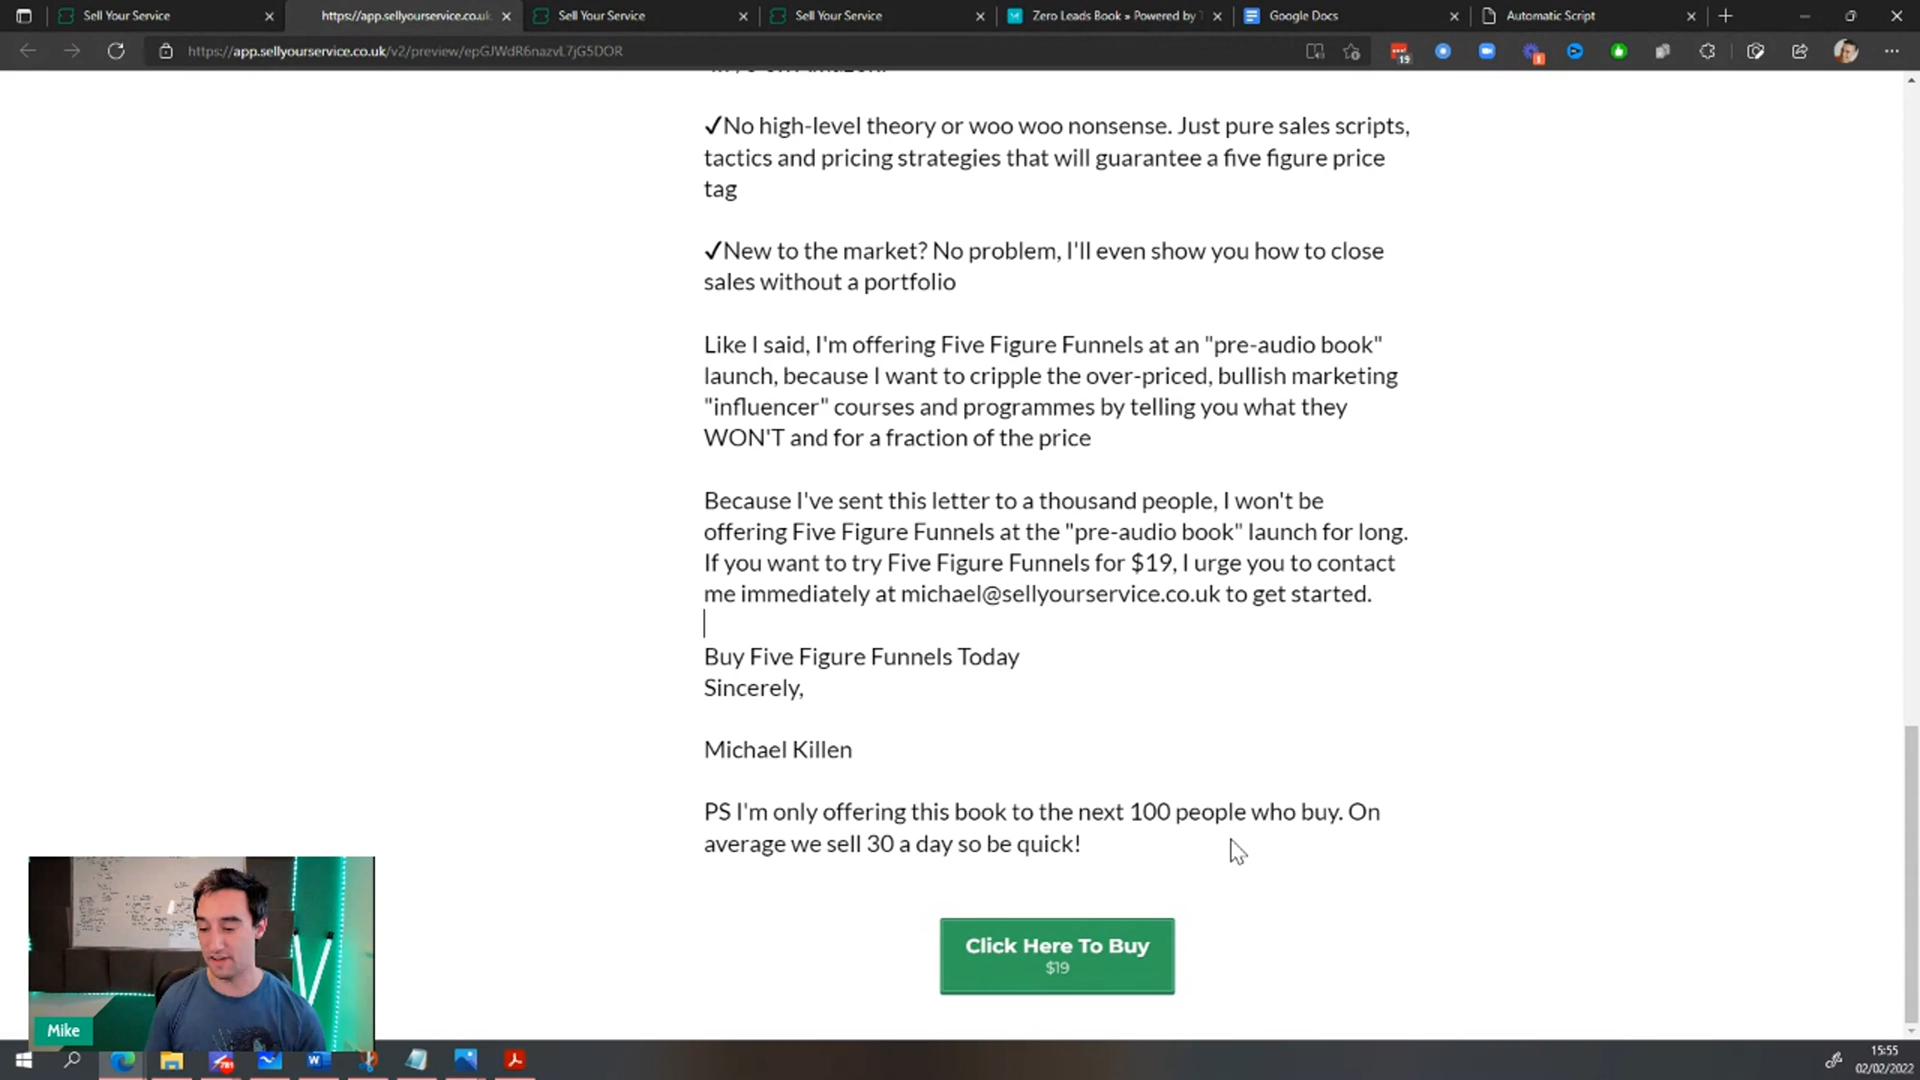 Sell Your Service
https://app.sellyourservice.co.uk
Sell Your Service
Sell Your Service
Zero Leads Book » Powered by
Google Docs
Automatic Script
https://app.sellyourservice.co.uk/v2/preview/epGJWdR6nazvL7jG5DOR
19
1
✓No high-level theory or woo woo nonsense. Just pure sales scripts,
tactics and pricing strategies that will guarantee a five figure price
tag
✓New to the market? No problem, I'll even show you how to close
sales without a portfolio
Like I said, I'm offering Five Figure Funnels at an "pre-audio book"
launch, because I want to cripple the over-priced, bullish marketing
"influencer" courses and programmes by telling you what they
WON'T and for a fraction of the price
Because I've sent this letter to a thousand people, I won't be
offering Five Figure Funnels at the "pre-audio book" launch for long.
If you want to try Five Figure Funnels for $19, I urge you to contact
me immediately at michael@sellyourservice.co.uk to get started.
Buy Five Figure Funnels Today
Sincerely,
Michael Killen
PS I'm only offering this book to the next 100 people who buy. On
average we sell 30 a day so be quick!
Click Here To Buy
$19
Mike
781
15:55
02/02/2022